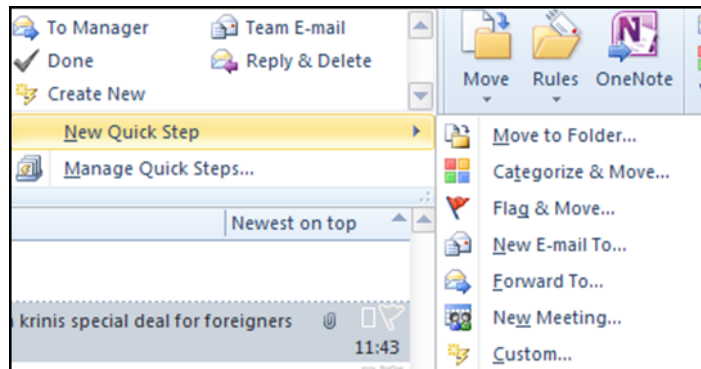 To Manager
Team E-mail
Done
Reply & Delete
Create New
Move
Rules
OneNote
New Quick Step
Manage Quick Steps...
Move to Folder...
Categorize & Move...
Flag & Move...
New E-mail To...
Forward To...
New Meeting...
Custom...
Newest on top
krinis special deal for foreigners
11:43